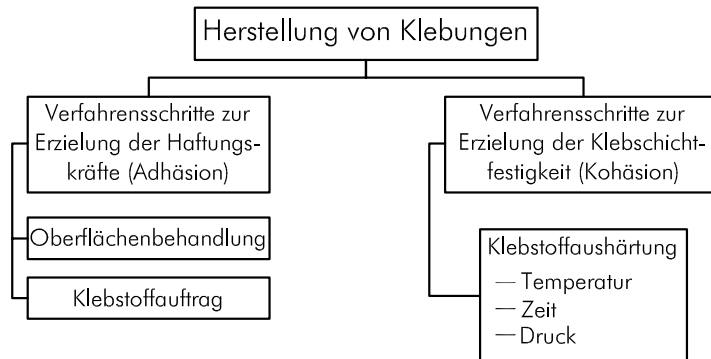 Herstellung von Klebungen
Verfahrensschritte zur
Erzielung der Haftungs-
kräfte (Adhäsion)
Oberflächenbehandlung
Klebstoffauftrag
Verfahrensschritte zur
Erzielung der Klebschicht-
festigkeit (Kohäsion)
Klebstoffaushärtung
— Temperatur
— Zeit
— Druck